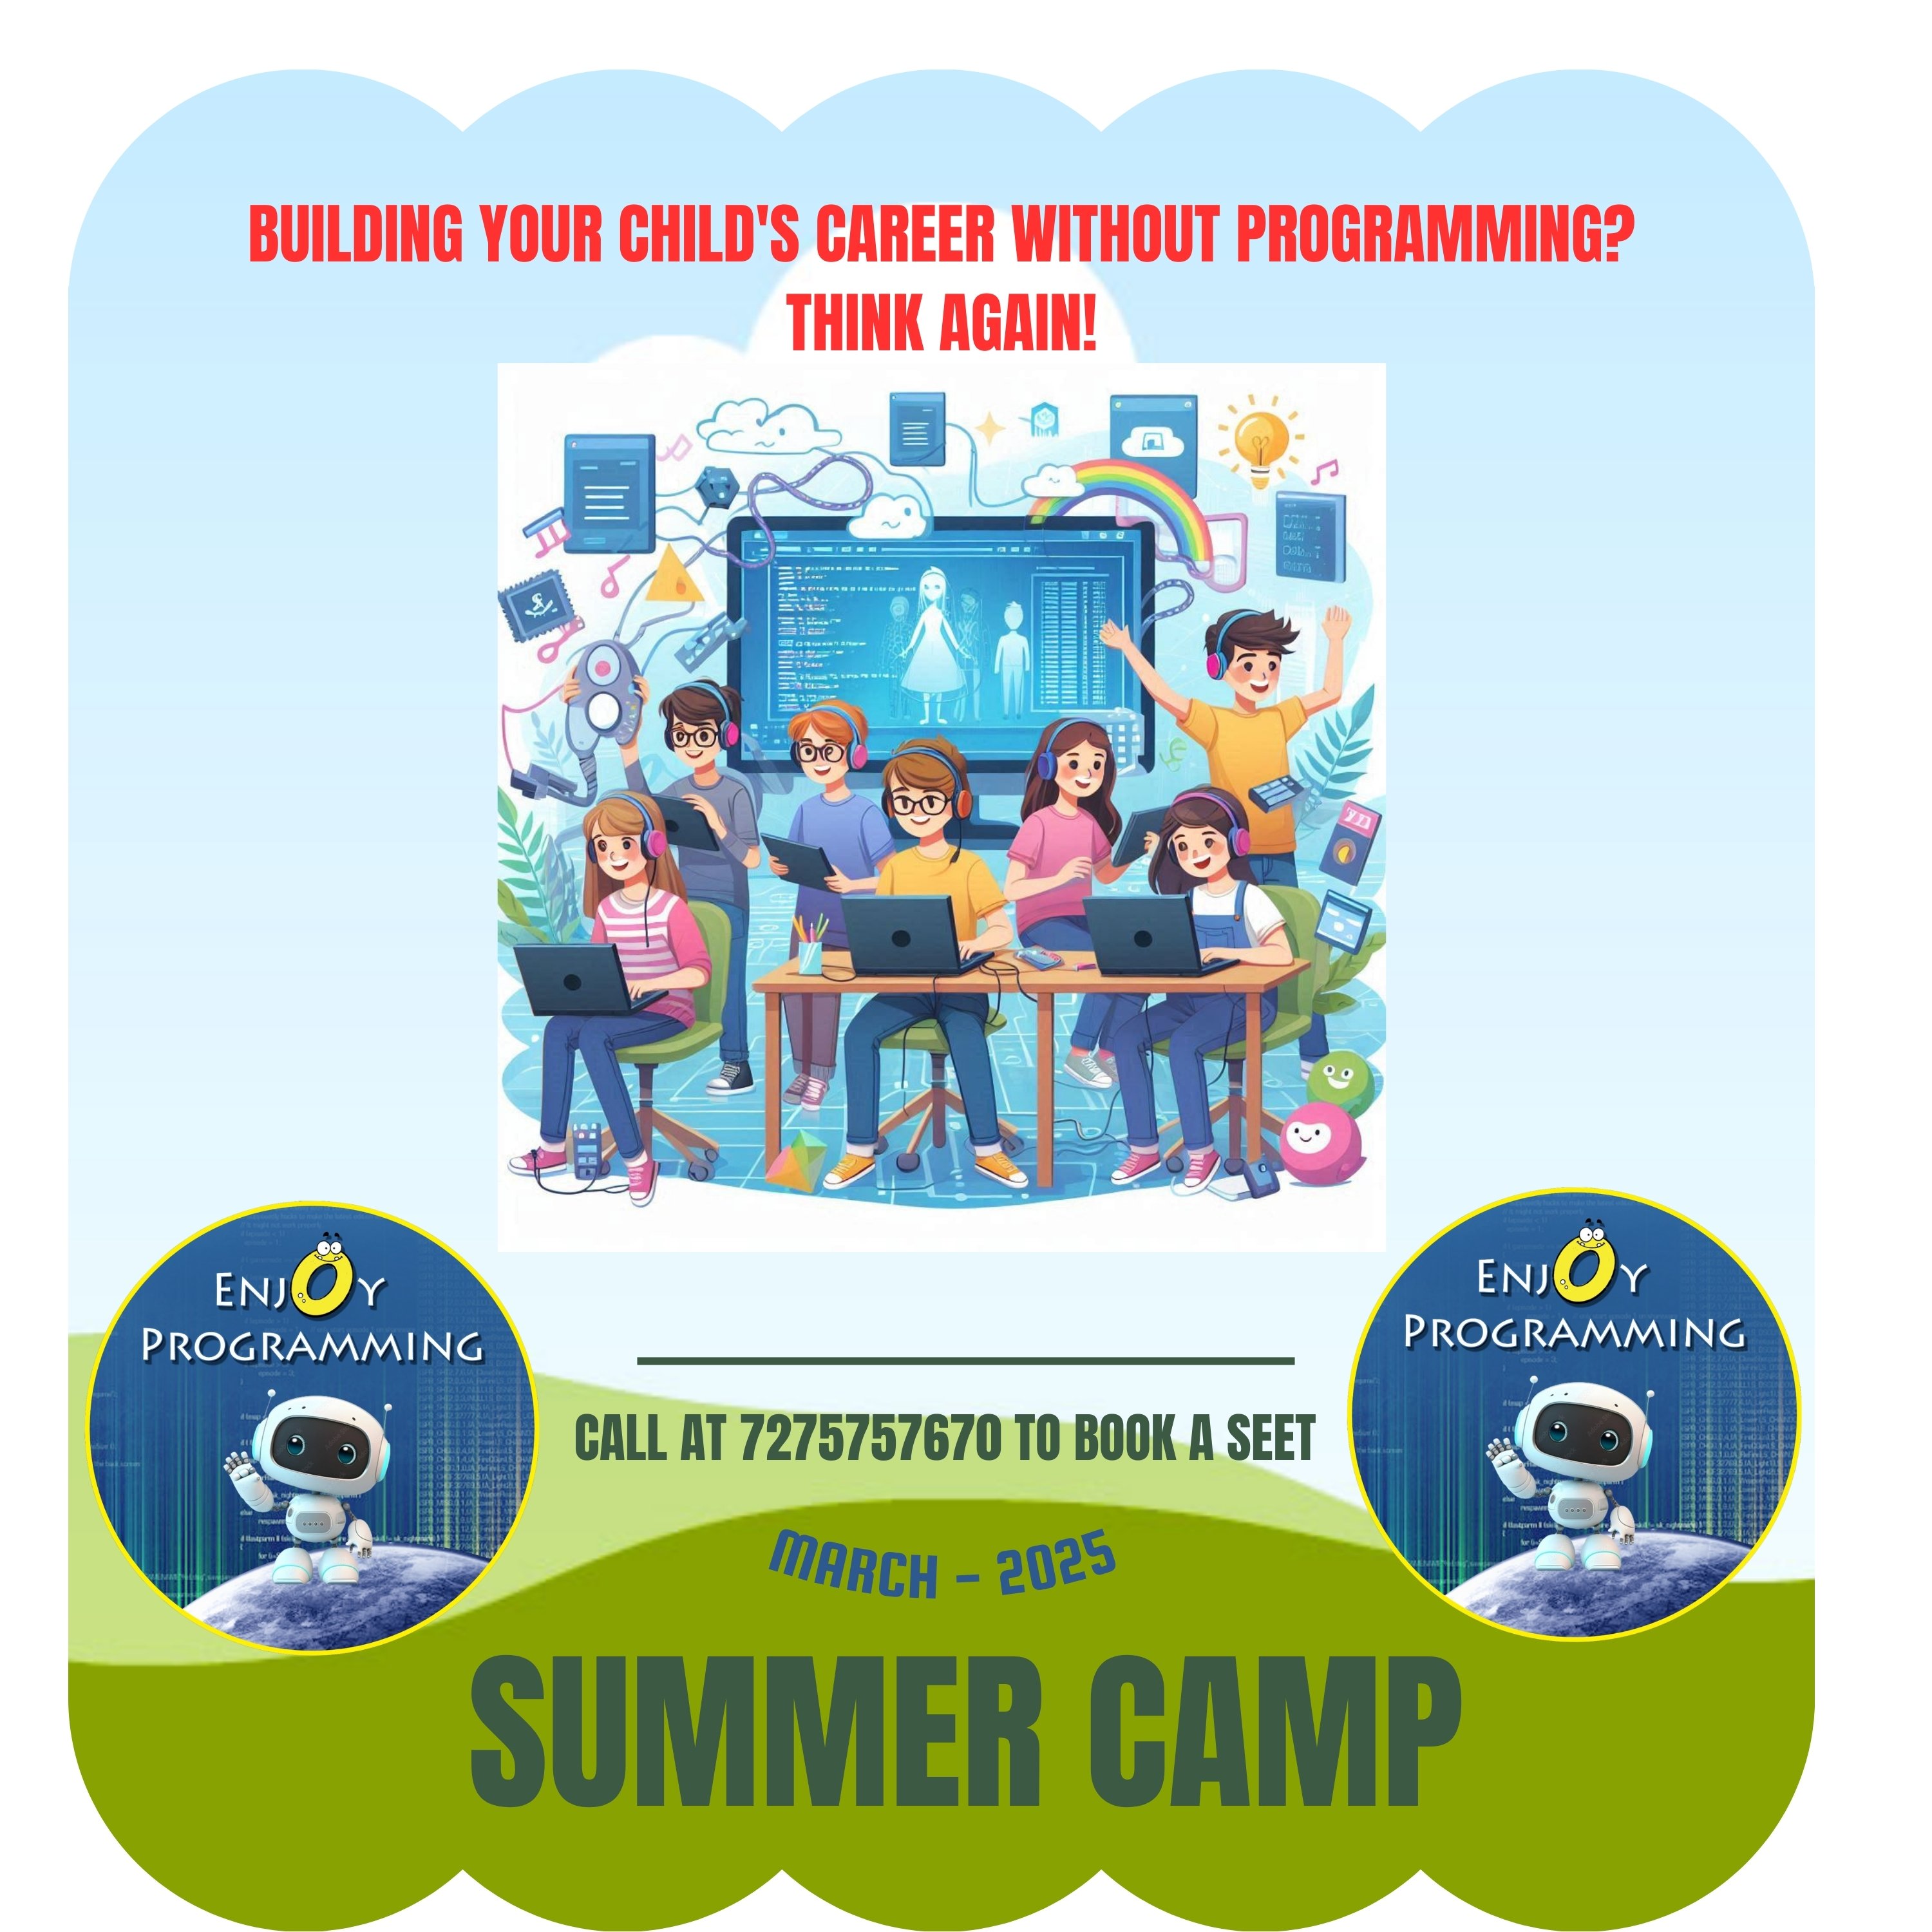 BUILDING YOUR CHILD'S CAREER WITHOUT PROGRAMMING?
THINK AGAIN!
ENJOY
PROGRAMMING
ENJOY
PROGRAMMING
CALL AT 7275757670 TO BOOK A SEET
MARCH - 2025
SUMMER CAMP